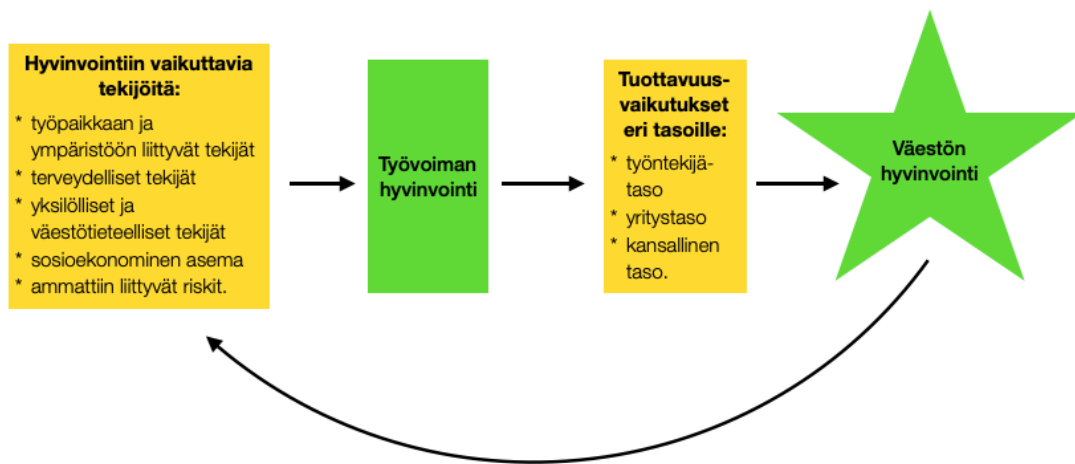 Hyvinvointiin vaikuttavia
tekijöitä:
* työpaikkaan ja
ympäristöön liittyvät tekijät
* terveydelliset tekijät
* yksilölliset ja
väestötieteelliset tekijät
* sosioekonominen asema
* ammattiin liittyvät riskit.
Työvoiman
hyvinvointi
Tuottavuus-
vaikutukset
eri tasoille:
* työntekijä-
taso
* yritystaso
* kansallinen
taso.
Väestön
hyvinvointi